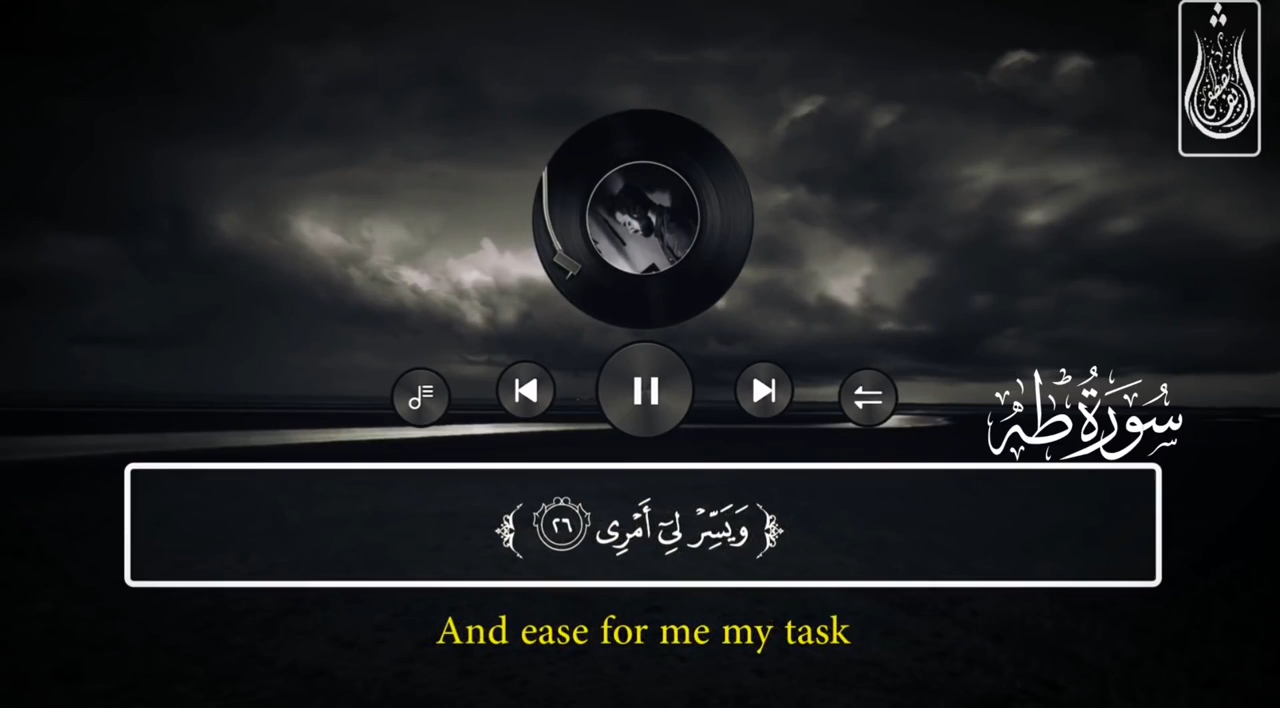 سُورَةُ طه
﴿ وَيَسِّرْ لِيٓ أَمْرِي ٢٦ ﴾
And ease for me my task